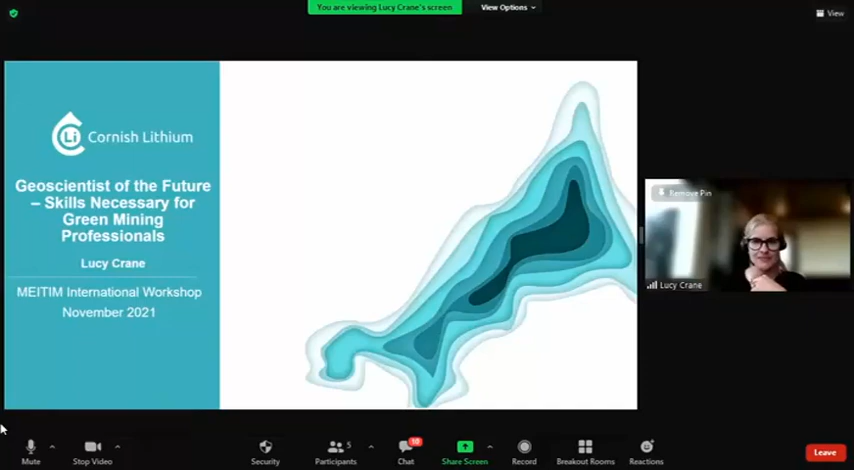 You are viewing Lucy Crane's screen
View Options
View
Li
Cornish Lithium
Geoscientist of the Future
– Skills Necessary for
Green Mining
Professionals
Lucy Crane
MEITIM International Workshop
November 2021
Remove Pin
Lucy Crane
Mute
Stop Video
Security
5
Participants
10
Chat
Share Screen
Record
Breakout Rooms
Reactions
Leave